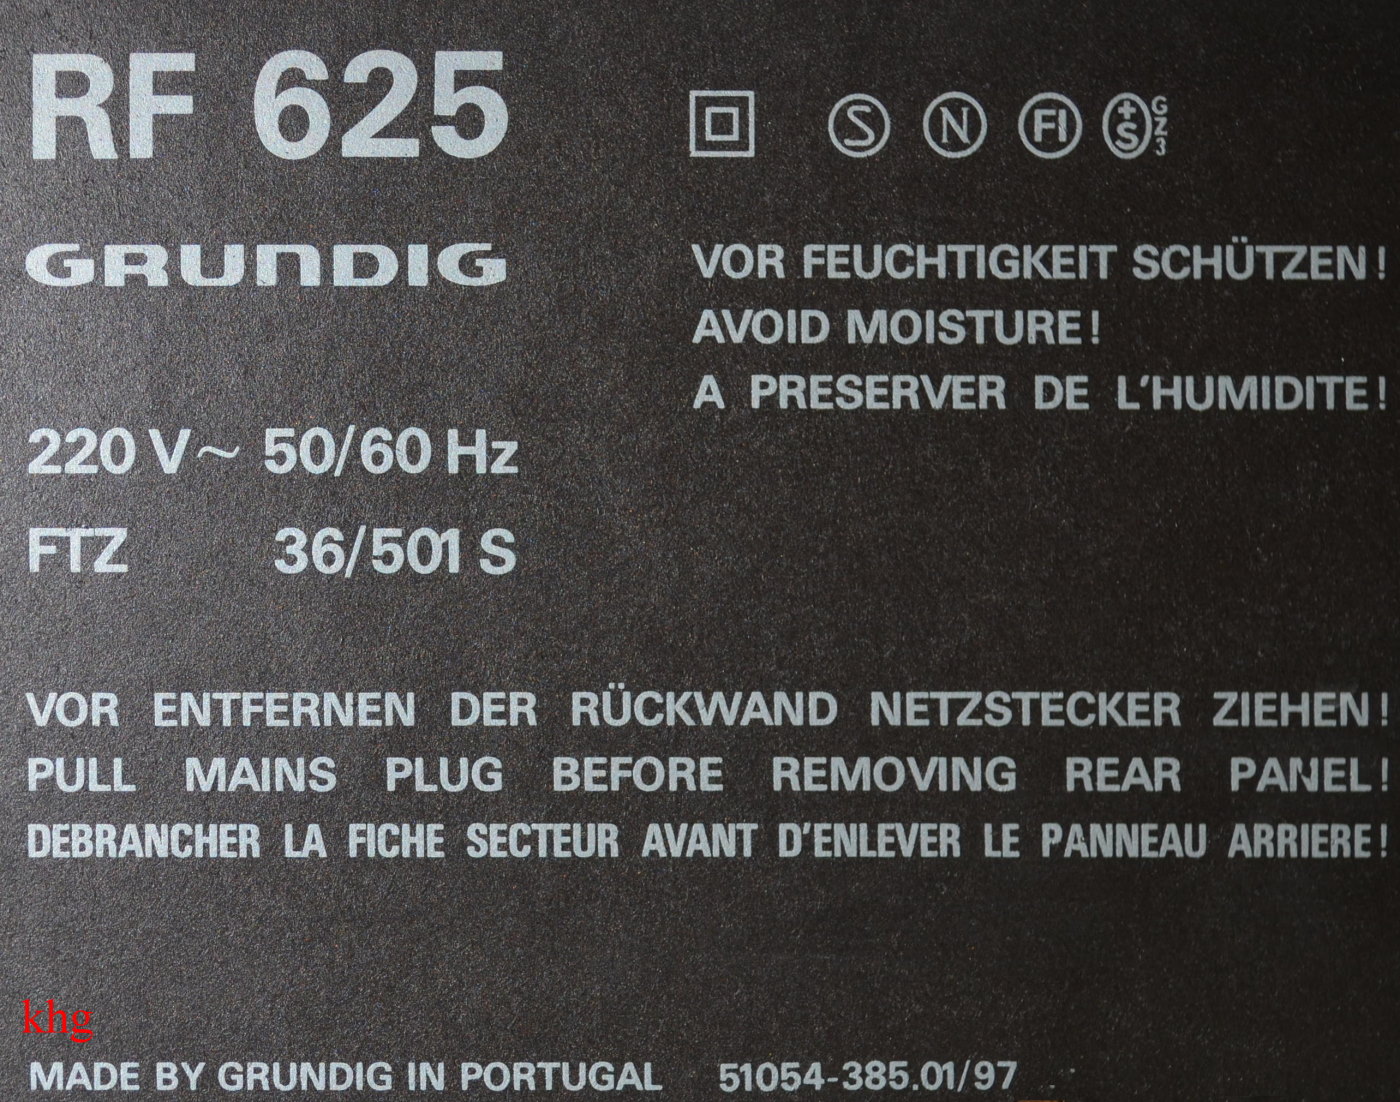 RF 625
S N FI +S GZ3
GRUNDIG
VOR FEUCHTIGKEIT SCHÜTZEN!
AVOID MOISTURE!
A PRESERVER DE L'HUMIDITE!
220 V~ 50/60 Hz
FTZ 36/501 S
VOR ENTFERNEN DER RÜCKWAND NETZSTECKER ZIEHEN!
PULL MAINS PLUG BEFORE REMOVING REAR PANEL!
DEBRANCHER LA FICHE SECTEUR AVANT D'ENLEVER LE PANNEAU ARRIERE!
khg
MADE BY GRUNDIG IN PORTUGAL 51054-385.01/97